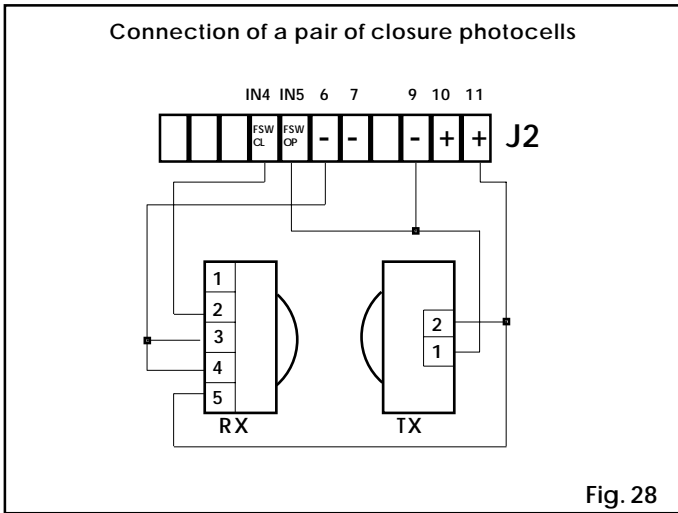 Connection of a pair of closure photocells
IN4 IN5 6 7 9 10 11
FSW CL FSW OP - - - + + J2
1
2
3
4
5
RX
2
1
TX
Fig. 28